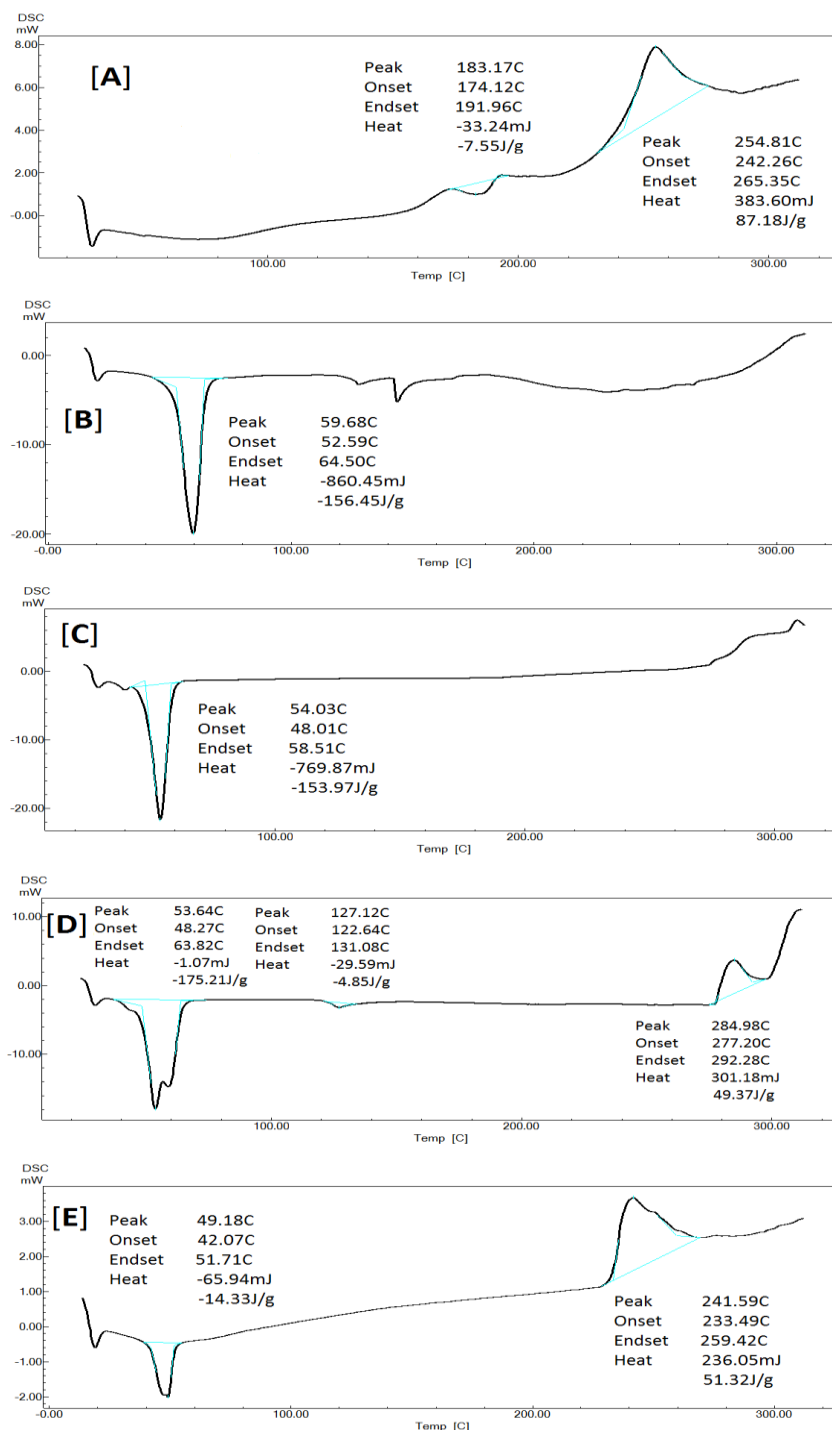 DSC
mW
8.00
6.00
4.00
2.00
-0.00
[A]
Peak 183.17C
Onset 174.12C
Endset 191.96C
Heat -33.24mJ
-7.55J/g
Peak 254.81C
Onset 242.26C
Endset 265.35C
Heat 383.60mJ
87.18J/g
100.00 200.00 300.00
Temp [C]
DSC
mW
0.00
-10.00
-20.00
[B]
Peak 59.68C
Onset 52.59C
Endset 64.50C
Heat -860.45mJ
-156.45J/g
-0.00 100.00 200.00 300.00
Temp [C]
DSC
mW
0.00
-10.00
-20.00
[C]
Peak 54.03C
Onset 48.01C
Endset 58.51C
Heat -769.87mJ
-153.97J/g
100.00 200.00 300.00
Temp [C]
DSC
mW
10.00
0.00
-10.00
[D]
Peak 53.64C
Onset 48.27C
Endset 63.82C
Heat -1.07mJ
-175.21J/g
Peak 127.12C
Onset 122.64C
Endset 131.08C
Heat -29.59mJ
-4.85J/g
Peak 284.98C
Onset 277.20C
Endset 292.28C
Heat 301.18mJ
49.37J/g
100.00 200.00 300.00
Temp [C]
DSC
mW
3.00
2.00
1.00
0.00
-1.00
-2.00
[E]
Peak 49.18C
Onset 42.07C
Endset 51.71C
Heat -65.94mJ
-14.33J/g
Peak 241.59C
Onset 233.49C
Endset 259.42C
Heat 236.05mJ
51.32J/g
-0.00 100.00 200.00 300.00
Temp [C]